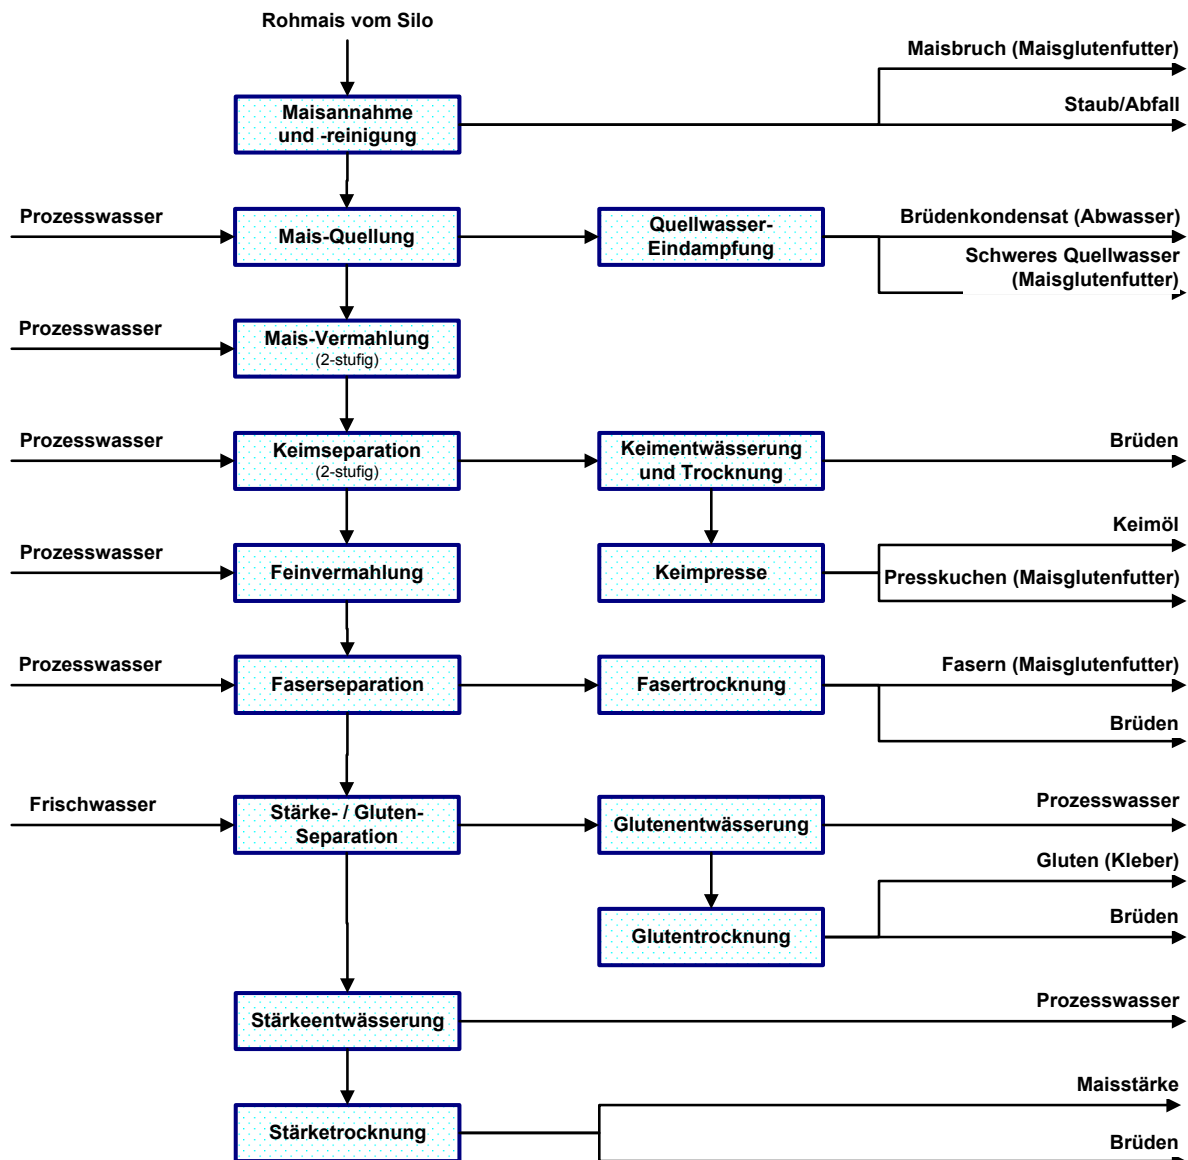 Rohmais vom Silo
Maisbruch (Maisglutenfutter)
Maisannahme
und -reinigung
Staub/Abfall
Prozesswasser
Mais-Quellung
Quellwasser-
Eindampfung
Brüdenkondensat (Abwasser)
Schweres Quellwasser
(Maisglutenfutter)
Prozesswasser
Mais-Vermahlung
(2-stufig)
Prozesswasser
Keimseparation
(2-stufig)
Keimentwässerung
und Trocknung
Brüden
Keimöl
Prozesswasser
Feinvermahlung
Keimpresse
Presskuchen (Maisglutenfutter)
Prozesswasser
Faserseparation
Fasertrocknung
Fasern (Maisglutenfutter)
Brüden
Frischwasser
Stärke- / Gluten-
Separation
Glutenentwässerung
Prozesswasser
Gluten (Kleber)
Glutentrocknung
Brüden
Stärkeentwässerung
Prozesswasser
Maisstärke
Stärketrocknung
Brüden